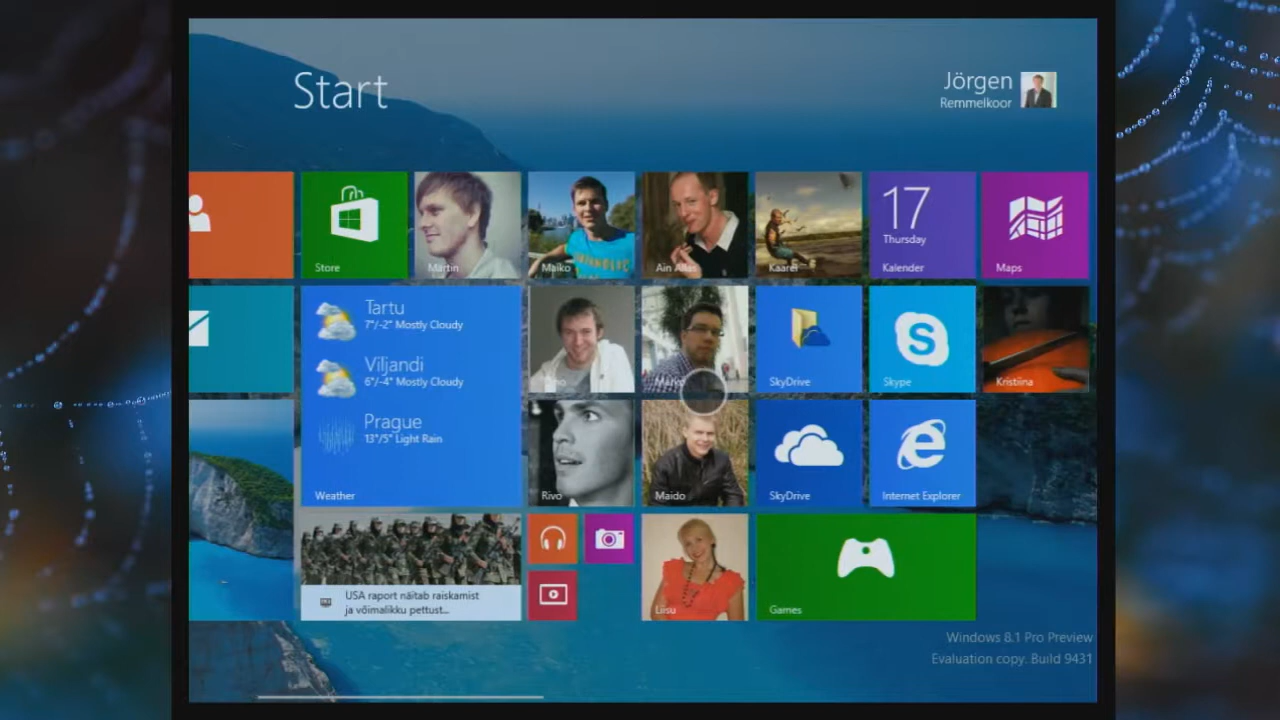 Start
Jörgen
Remmelkoor
Store
Martin
Maiko
Ain Allas
Kaarel
17
Thursday
Kalender
Maps
Tartu
7°/-2° Mostly Cloudy
Viljandi
6°/-4° Mostly Cloudy
Prague
13°/5° Light Rain
Weather
SkyDrive
S
Skype
Kristiina
Rivo
Maido
SkyDrive
Internet Explorer
USA raport näitab raiskamist
ja võimalikku pettust...
Liisu
Games
Windows 8.1 Pro Preview
Evaluation copy. Build 9431